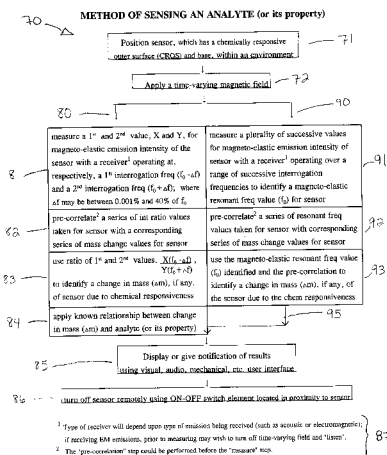 METHOD OF SENSING AN ANALYTE (or its property)
70
Position sensor, which has a chemically responsive
outer surface (CROS) and base, within an environment
71
Apply a time-varying magnetic field
72
80
90
measure a 1st and 2nd value, X and Y, for
magneto-elastic emission intensity of the
sensor with a receiver1 operating at,
respectively, a 1st interrogation freq (f0 -Δf)
and a 2nd interrogation freq (f0 +Δf); where
Δf may be between 0.001% and 40% of f0
8
measure a plurality of successive values
for magneto-elastic emission intensity of
sensor with a receiver1 operating over a
range of successive interrogation
frequencies to identify a magneto-elastic
resonant freq value (f0) for sensor
91
82
pre-correlate2 a series of int ratio values
taken for sensor with a corresponding
series of mass change values for sensor
pre-correlate2 a series of resonant freq
values taken for sensor with corresponding
series of mass change values for sensor
92
83
use ratio of 1st and 2nd values, X(f0 -Δf),
Y(f0 +Δf)
to identify a change in mass (Δm), if any,
of sensor due to chemical responsiveness
use the magneto-elastic resonant freq value
(f0) identified and the pre-correlation to
identify a change in mass (Δm), if any, of
the sensor due to the chem responsiveness
93
84
apply known relationship between change
in mass (Δm) and analyte (or its property)
95
85
Display or give notification of results
using visual, audio, mechanical, etc. user interface
86
turn off sensor remotely using ON-OFF switch element located in proximity to sensor
1 Type of receiver will depend upon type of emission being received (such as acoustic or electromagnetic);
if receiving EM emissions, prior to measuring may wish to turn off time-varying field and 'listen'.
2 The 'pre-correlation' step could be performed before the "measure" step.